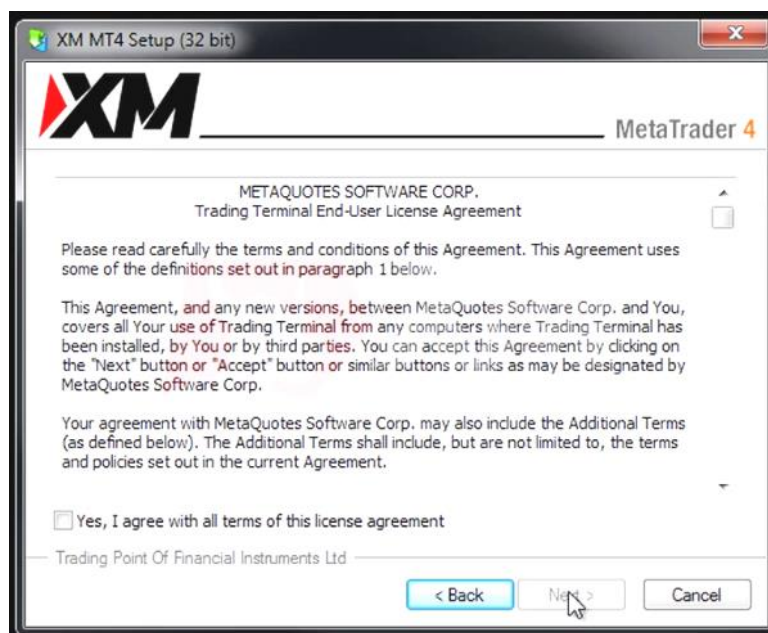 XM MT4 Setup (32 bit)
XM
MetaTrader 4
METAQUOTES SOFTWARE CORP.
Trading Terminal End-User License Agreement
Please read carefully the terms and conditions of this Agreement. This Agreement uses
some of the definitions set out in paragraph 1 below.
This Agreement, and any new versions, between MetaQuotes Software Corp. and You,
covers all Your use of Trading Terminal from any computers where Trading Terminal has
been installed, by You or by third parties. You can accept this Agreement by clicking on
the "Next" button or "Accept" button or similar buttons or links as may be designated by
MetaQuotes Software Corp.
Your agreement with MetaQuotes Software Corp. may also include the Additional Terms
(as defined below). The Additional Terms shall include, but are not limited to, the terms
and policies set out in the current Agreement.
Yes, I agree with all terms of this license agreement
Trading Point Of Financial Instruments Ltd
< Back Next > Cancel